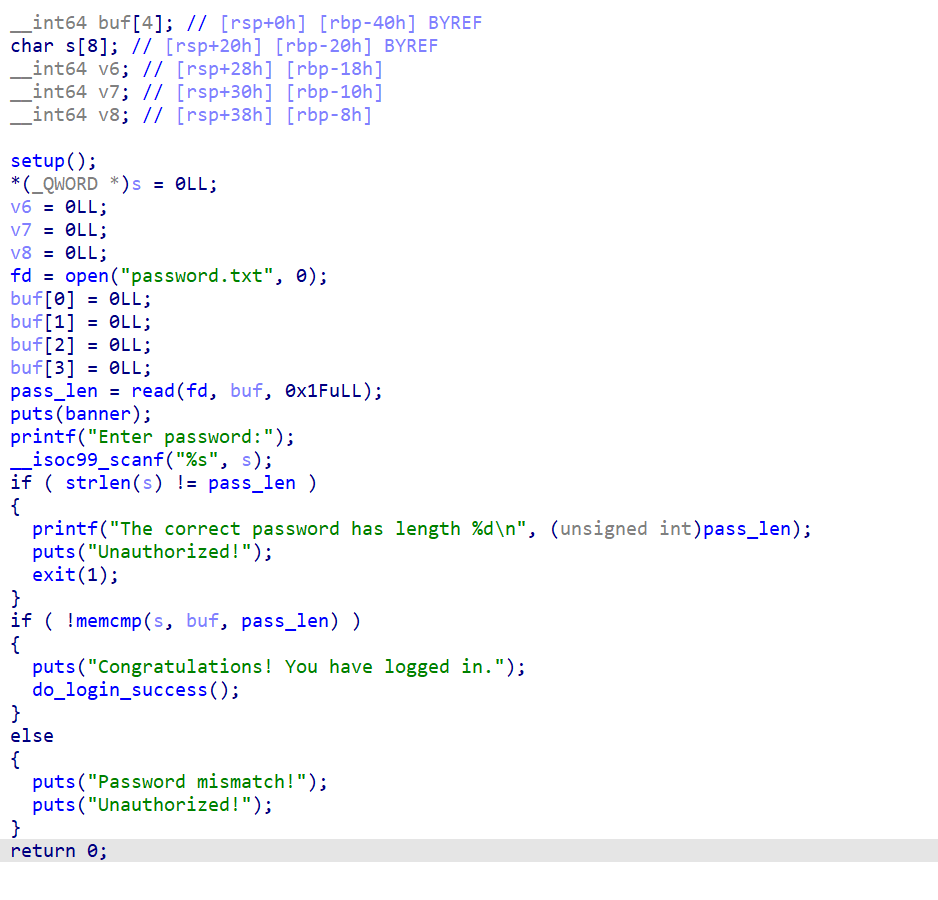 __int64 buf[4]; // [rsp+0h] [rbp-40h] BYREF
char s[8]; // [rsp+20h] [rbp-20h] BYREF
__int64 v6; // [rsp+28h] [rbp-18h]
__int64 v7; // [rsp+30h] [rbp-10h]
__int64 v8; // [rsp+38h] [rbp-8h]

setup();
*(_QWORD *)s = 0LL;
v6 = 0LL;
v7 = 0LL;
v8 = 0LL;
fd = open("password.txt", 0);
buf[0] = 0LL;
buf[1] = 0LL;
buf[2] = 0LL;
buf[3] = 0LL;
pass_len = read(fd, buf, 0x1FuLL);
puts(banner);
printf("Enter password:");
__isoc99_scanf("%s", s);
if ( strlen(s) != pass_len )
{
  printf("The correct password has length %d\n", (unsigned int)pass_len);
  puts("Unauthorized!");
  exit(1);
}
if ( !memcmp(s, buf, pass_len) )
{
  puts("Congratulations! You have logged in.");
  do_login_success();
}
else
{
  puts("Password mismatch!");
  puts("Unauthorized!");
}
return 0;